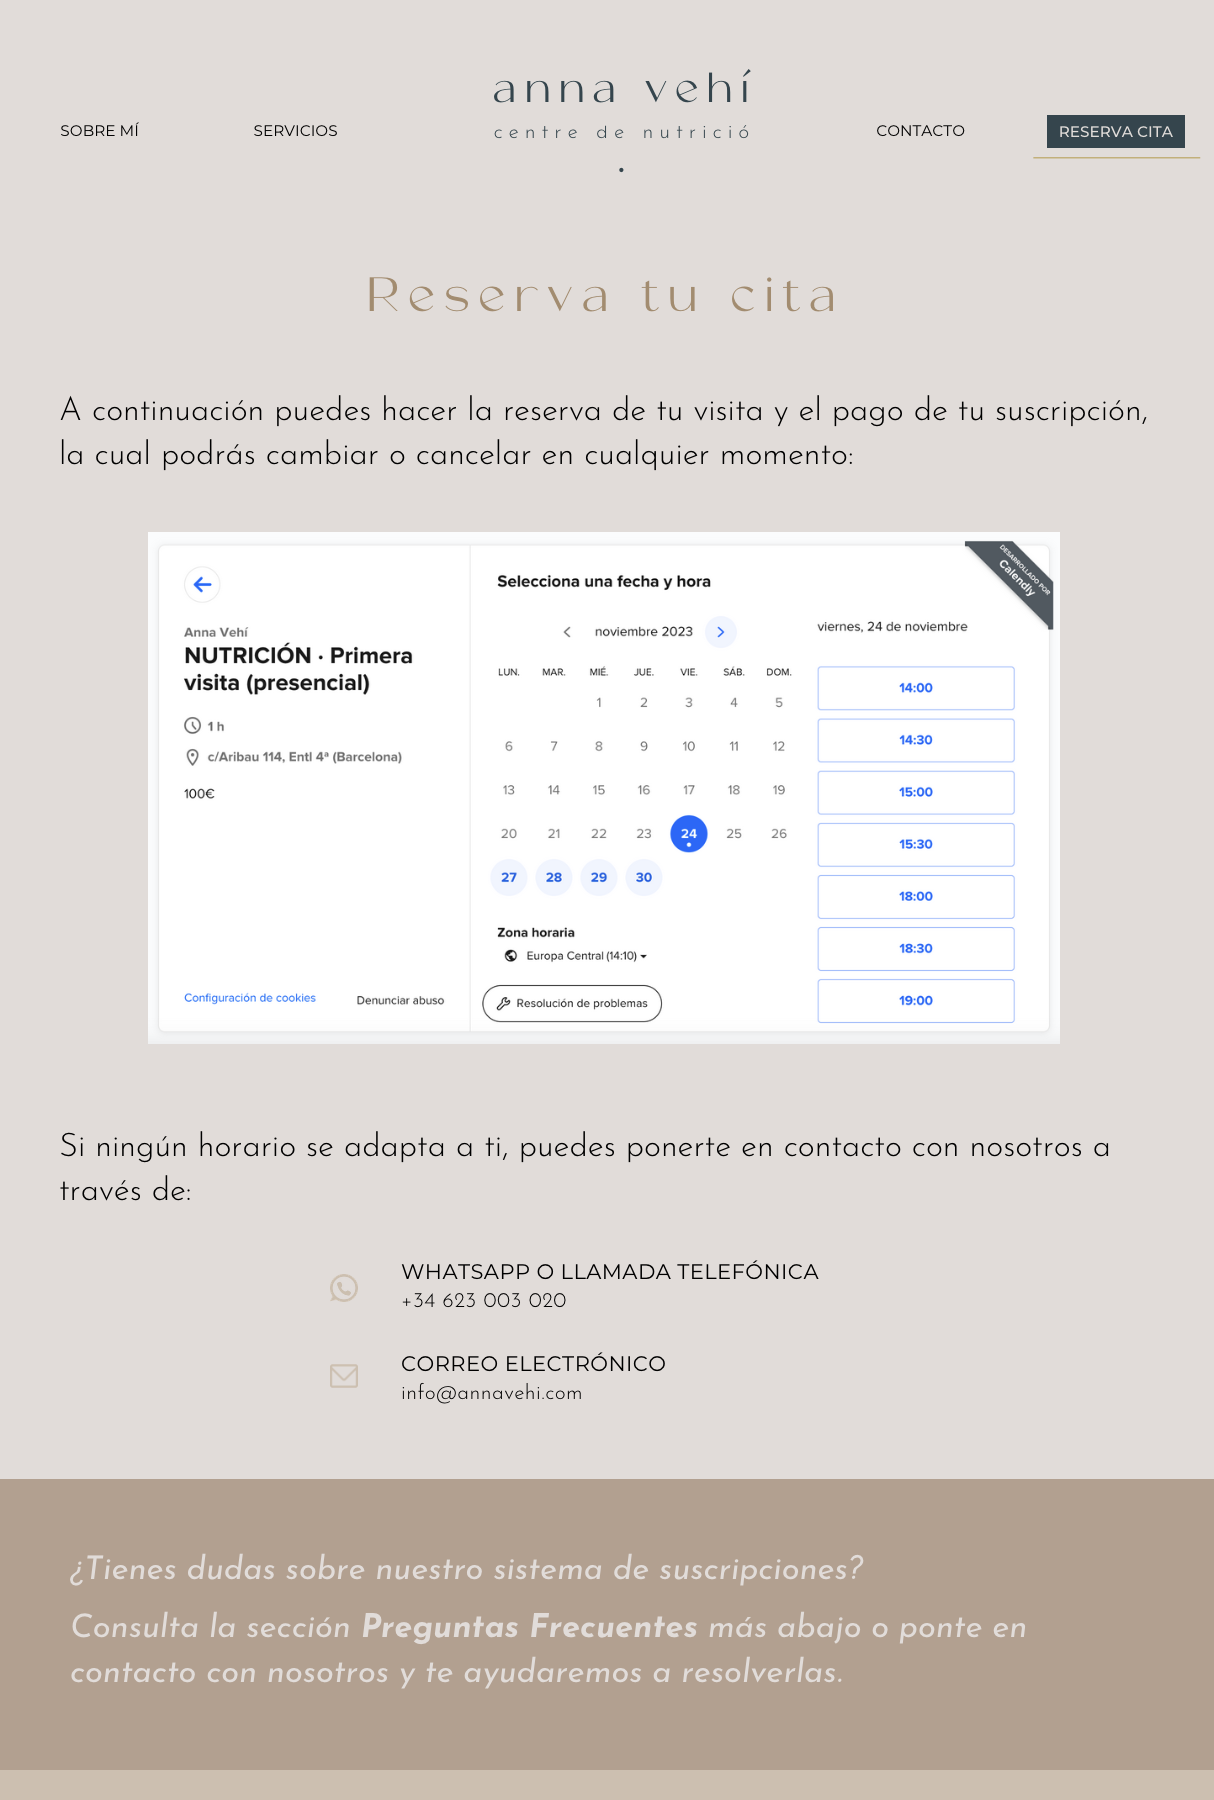 anna vehí
centre de nutrició
SOBRE MÍ
SERVICIOS
CONTACTO
RESERVA CITA
Reserva tu cita
A continuación puedes hacer la reserva de tu visita y el pago de tu suscripción,
la cual podrás cambiar o cancelar en cualquier momento:
DESARROLLADO POR
Calendly
Anna Vehí
NUTRICIÓN · Primera
visita (presencial)
1 h
c/Aribau 114, Entl 4ª (Barcelona)
100€
Configuración de cookies
Denunciar abuso
Selecciona una fecha y hora
noviembre 2023
LUN. MAR. MIÉ. JUE. VIE. SÁB. DOM.
1 2 3 4 5
6 7 8 9 10 11 12
13 14 15 16 17 18 19
20 21 22 23 24 25 26
27 28 29 30
Zona horaria
Europa Central (14:10)
Resolución de problemas
viernes, 24 de noviembre
14:00
14:30
15:00
15:30
18:00
18:30
19:00
Si ningún horario se adapta a ti, puedes ponerte en contacto con nosotros a
través de:
WHATSAPP O LLAMADA TELEFÓNICA
+34 623 003 020
CORREO ELECTRÓNICO
info@annavehi.com
¿Tienes dudas sobre nuestro sistema de suscripciones?
Consulta la sección Preguntas Frecuentes más abajo o ponte en
contacto con nosotros y te ayudaremos a resolverlas.